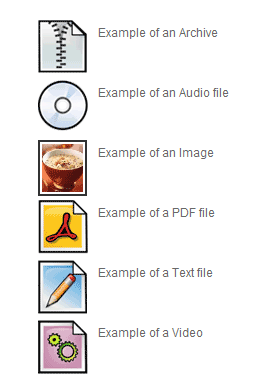 Example of an Archive
Example of an Audio file
Example of an Image
Example of a PDF file
Example of a Text file
Example of a Video